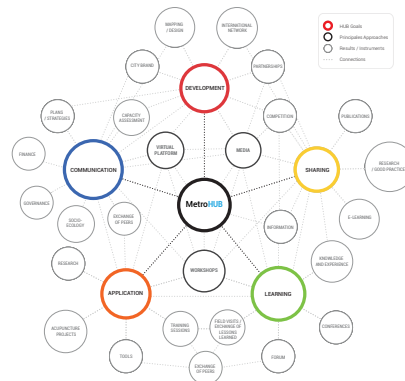 MAPPING
/ DESIGN
INTERNATIONAL
NETWORK
HUB Goals
Principales Approaches
Results / Instruments
Connections
CITY BRAND
PARTNERSHIPS
DEVELOPMENT
PLANS
/ STRATEGIES
CAPACITY
ASSESMENT
COMPETITION
PUBLICATIONS
VIRTUAL
PLATFORM
MEDIA
FINANCE
COMMUNICATION
SHARING
RESEARCH
/ GOOD PRACTICE
GOVERNANCE
MetroHUB
SOCIO-
ECOLOGY
EXCHANGE
OF PEERS
E-LEARNING
INFORMATION
RESEARCH
WORKSHOPS
KNOWLEDGE
AND EXPERIENCE
APPLICATION
LEARNING
ACUPUNCTURE
PROJECTS
TRAINING
SESSIONS
FIELD VISITS /
EXCHANGE OF
LESSONS
LEARNED
CONFERENCES
TOOLS
EXCHANGE
OF PEERS
FORUM